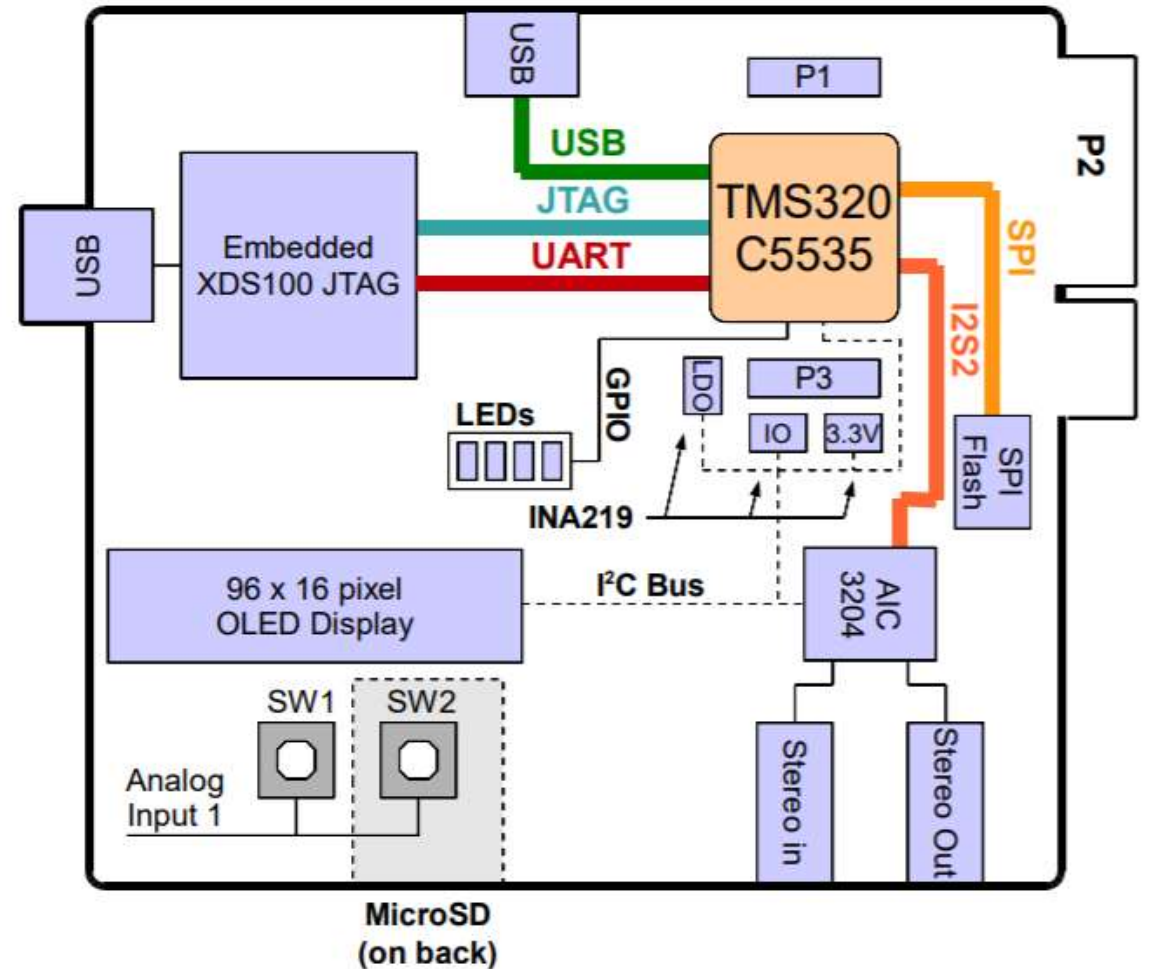 USB
P1
P2
USB
JTAG
UART
TMS320
C5535
SPI
I2S2
USB
Embedded
XDS100 JTAG
GPIO
LDO
P3
IO
3.3V
LEDs
INA219
SPI
Flash
96 x 16 pixel
OLED Display
I²C Bus
AIC
3204
SW1
SW2
Analog
Input 1
Stereo in
Stereo Out
MicroSD
(on back)